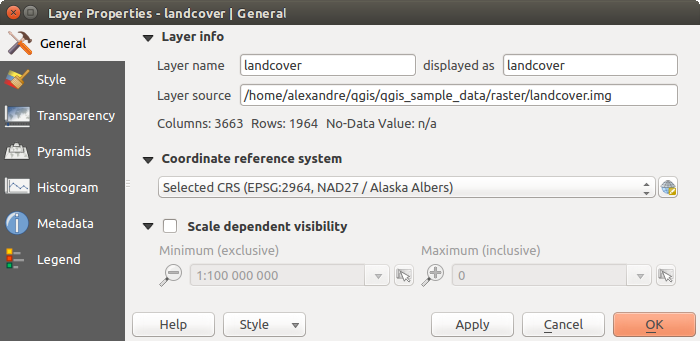 Layer Properties - landcover | General
General
Style
Transparency
Pyramids
Histogram
Metadata
Legend
Layer info
Layer name landcover displayed as landcover
Layer source /home/alexandre/qgis/qgis_sample_data/raster/landcover.img
Columns: 3663 Rows: 1964 No-Data Value: n/a
Coordinate reference system
Selected CRS (EPSG:2964, NAD27 / Alaska Albers)
Scale dependent visibility
Minimum (exclusive) Maximum (inclusive)
1:100 000 000 0
Help Style Apply Cancel OK